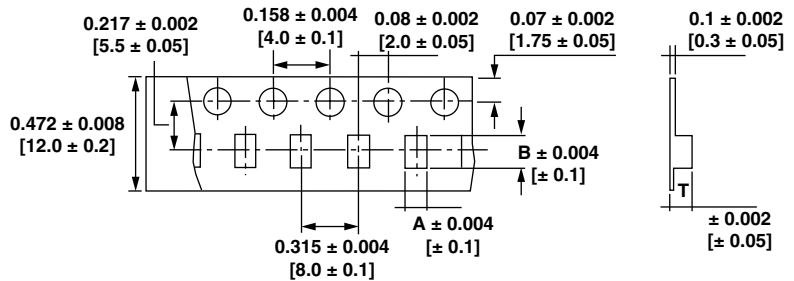 0.217 ± 0.002
[5.5 ± 0.05]
0.158 ± 0.004
[4.0 ± 0.1]
0.08 ± 0.002
[2.0 ± 0.05]
0.07 ± 0.002
[1.75 ± 0.05]
0.1 ± 0.002
[0.3 ± 0.05]
0.472 ± 0.008
[12.0 ± 0.2]
B ± 0.004
[± 0.1]
T
A ± 0.004
[± 0.1]
± 0.002
[± 0.05]
0.315 ± 0.004
[8.0 ± 0.1]